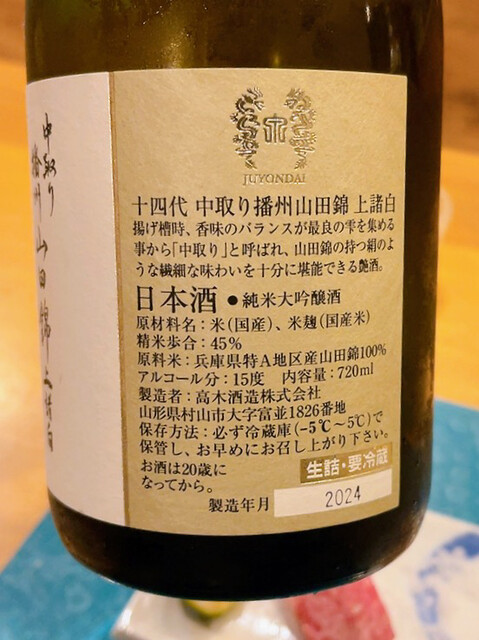 中取り
播州山田錦上諸白
JUYONDAI
十四代 中取り播州山田錦 上諸白
揚げ槽時、香味のバランスが最良の雫を集める
事から「中取り」と呼ばれ、山田錦の持つ絹のよ
うな繊細な味わいを十分に堪能できる艶酒。
日本酒 ● 純米大吟醸酒
原材料名：米（国産）、米麹（国産米）
精米歩合：45％
原料米：兵庫県特A地区産山田錦100％
アルコール分：15度 内容量：720ml
製造者：高木酒造株式会社
山形県村山市大字富並1826番地
保存方法：必ず冷蔵庫（-5℃～5℃）で
保管し、お早めにお召し上がり下さい。
お酒は20歳に
なってから。
生詰・要冷蔵
製造年月 2024